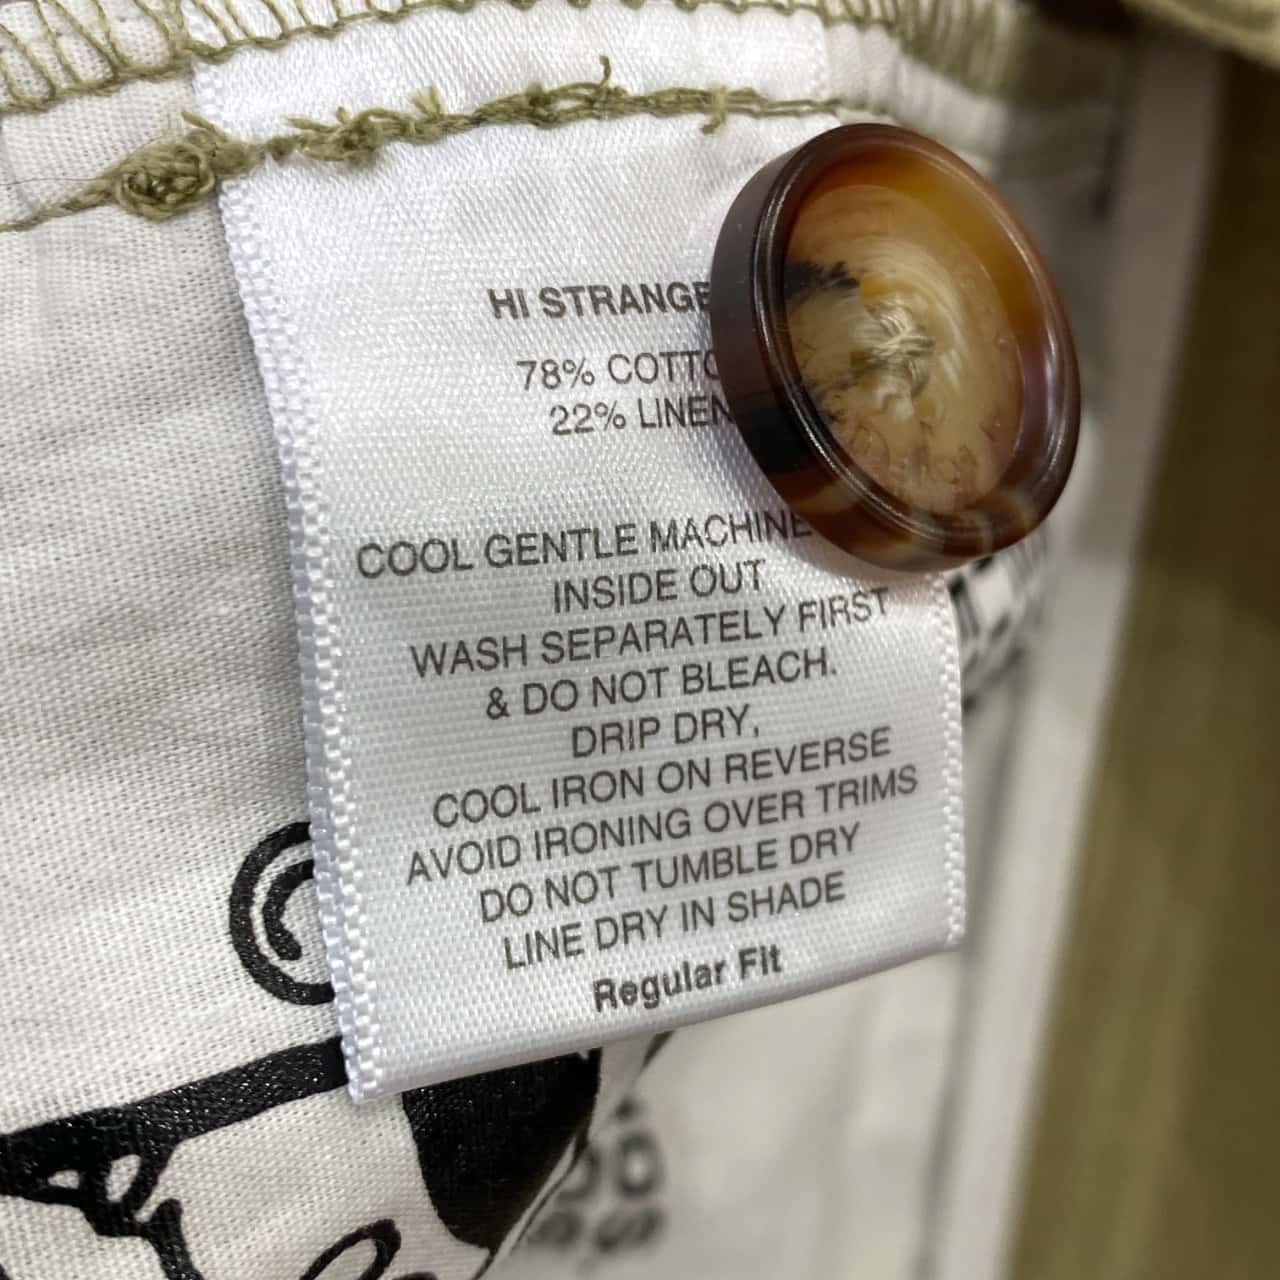 HI STRANGE
78% COTTO
22% LINEN
COOL GENTLE MACHINE
INSIDE OUT
WASH SEPARATELY FIRST
& DO NOT BLEACH.
DRIP DRY,
COOL IRON ON REVERSE
AVOID IRONING OVER TRIMS
DO NOT TUMBLE DRY
LINE DRY IN SHADE
Regular Fit